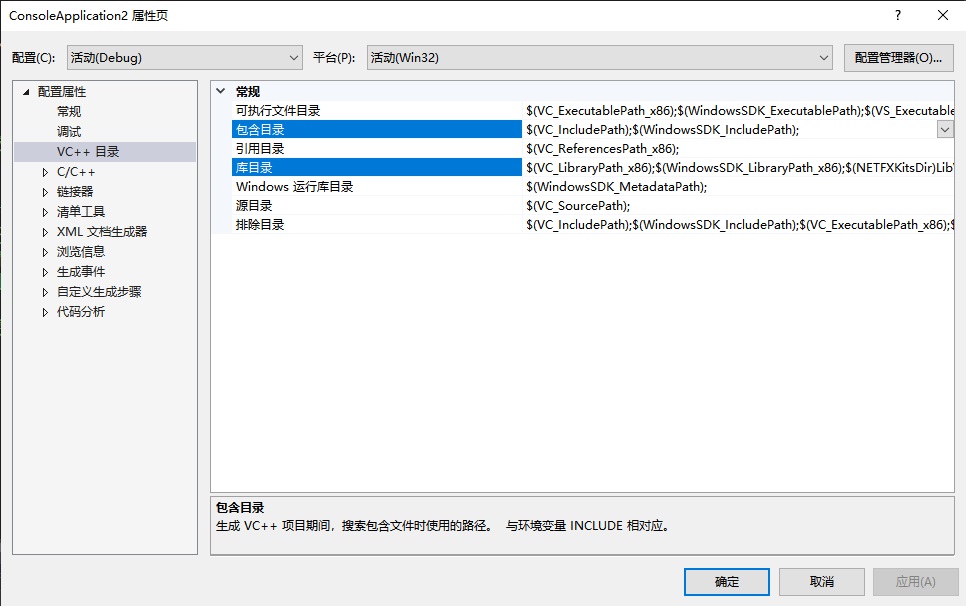 ConsoleApplication2 属性页
配置(C): 活动(Debug) 平台(P): 活动(Win32) 配置管理器(O)...
配置属性
常规
调试
VC++ 目录
C/C++
链接器
清单工具
XML 文档生成器
浏览信息
生成事件
自定义生成步骤
代码分析
常规
可执行文件目录 $(VC_ExecutablePath_x86);$(WindowsSDK_ExecutablePath);$(VS_Executable
包含目录 $(VC_IncludePath);$(WindowsSDK_IncludePath);
引用目录 $(VC_ReferencesPath_x86);
库目录 $(VC_LibraryPath_x86);$(WindowsSDK_LibraryPath_x86);$(NETFXKitsDir)Lib\
Windows 运行库目录 $(WindowsSDK_MetadataPath);
源目录 $(VC_SourcePath);
排除目录 $(VC_IncludePath);$(WindowsSDK_IncludePath);$(VC_ExecutablePath_x86);$
包含目录
生成 VC++ 项目期间，搜索包含文件时使用的路径。 与环境变量 INCLUDE 相对应。
确定 取消 应用(A)